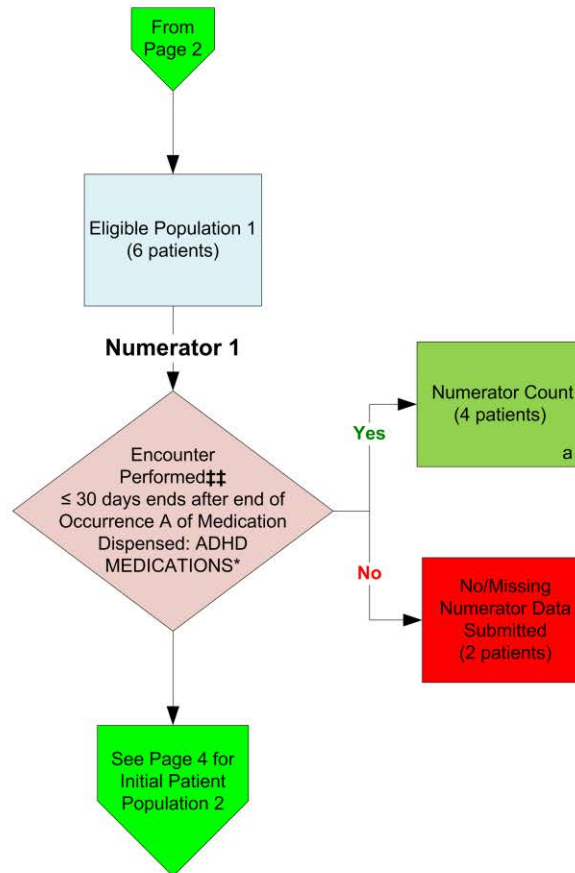 From
Page 2
Eligible Population 1
(6 patients)
Numerator 1
Encounter
Performed‡‡
≤ 30 days ends after end of
Occurrence A of Medication
Dispensed: ADHD
MEDICATIONS*
Yes
Numerator Count
(4 patients)
a
No
No/Missing
Numerator Data
Submitted
(2 patients)
See Page 4 for
Initial Patient
Population 2